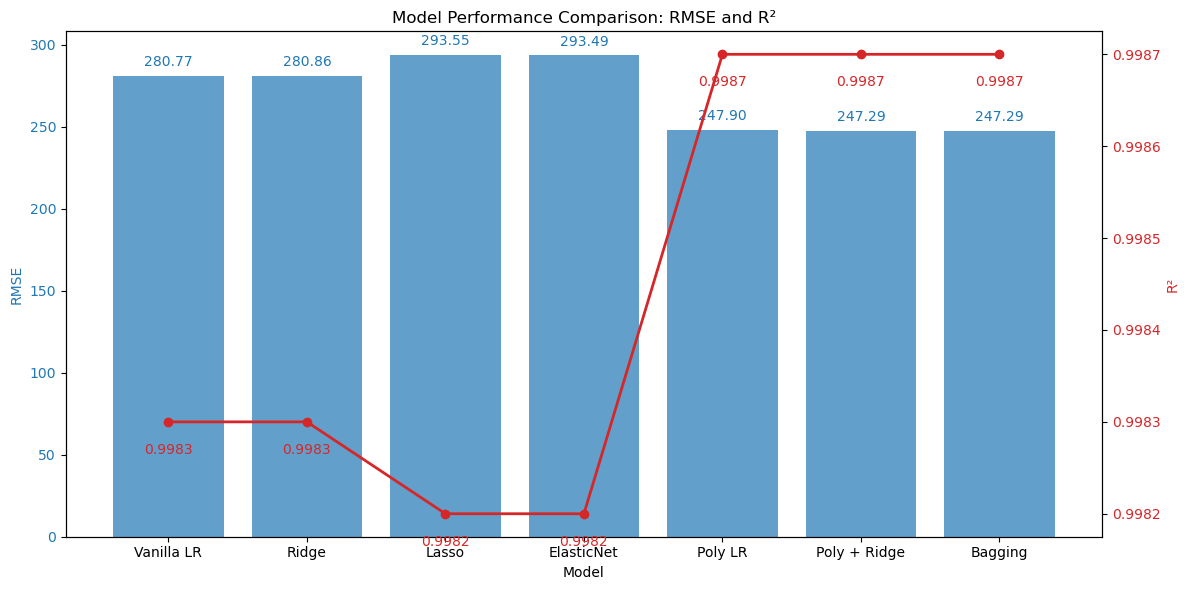 Model Performance Comparison: RMSE and R²
RMSE
300
250
200
150
100
50
0
280.77
280.86
293.55
293.49
247.90
247.29
247.29
0.9983
0.9983
0.9982
0.9982
0.9987
0.9987
0.9987
0.9987
0.9986
0.9985
0.9984
0.9983
0.9982
R²
Vanilla LR
Ridge
Lasso
ElasticNet
Poly LR
Poly + Ridge
Bagging
Model